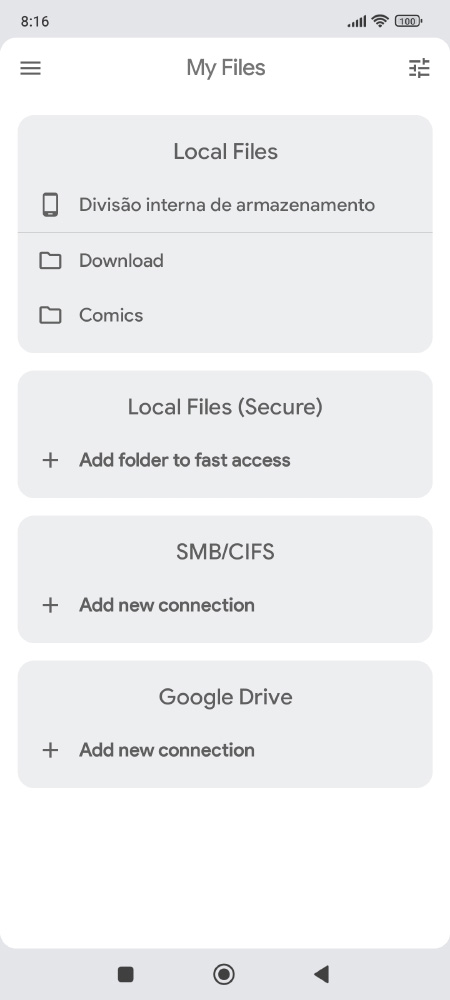 8:16
100
My Files
Local Files
Divisão interna de armazenamento
Download
Comics
Local Files (Secure)
Add folder to fast access
SMB/CIFS
Add new connection
Google Drive
Add new connection